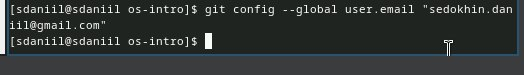 [sdaniil@sdaniil os-intro]$ git config --global user.email "sedokhin.dan
iil@gmail.com"
[sdaniil@sdaniil os-intro]$